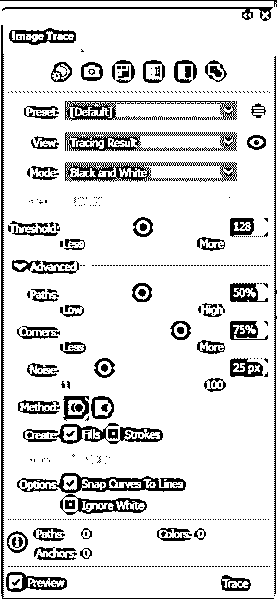 Image Trace
Preset: [Default]
View: Tracing Result
Mode: Black and White
Threshold: 128
Less More
Advanced
Paths: 50%
Low High
Corners: 75%
Less More
Noise: 25 px
1 100
Method:
Create: Fills Strokes
Options: Snap Curves To Lines
Ignore White
Paths: 0 Colors: 0
Anchors: 0
Preview Trace